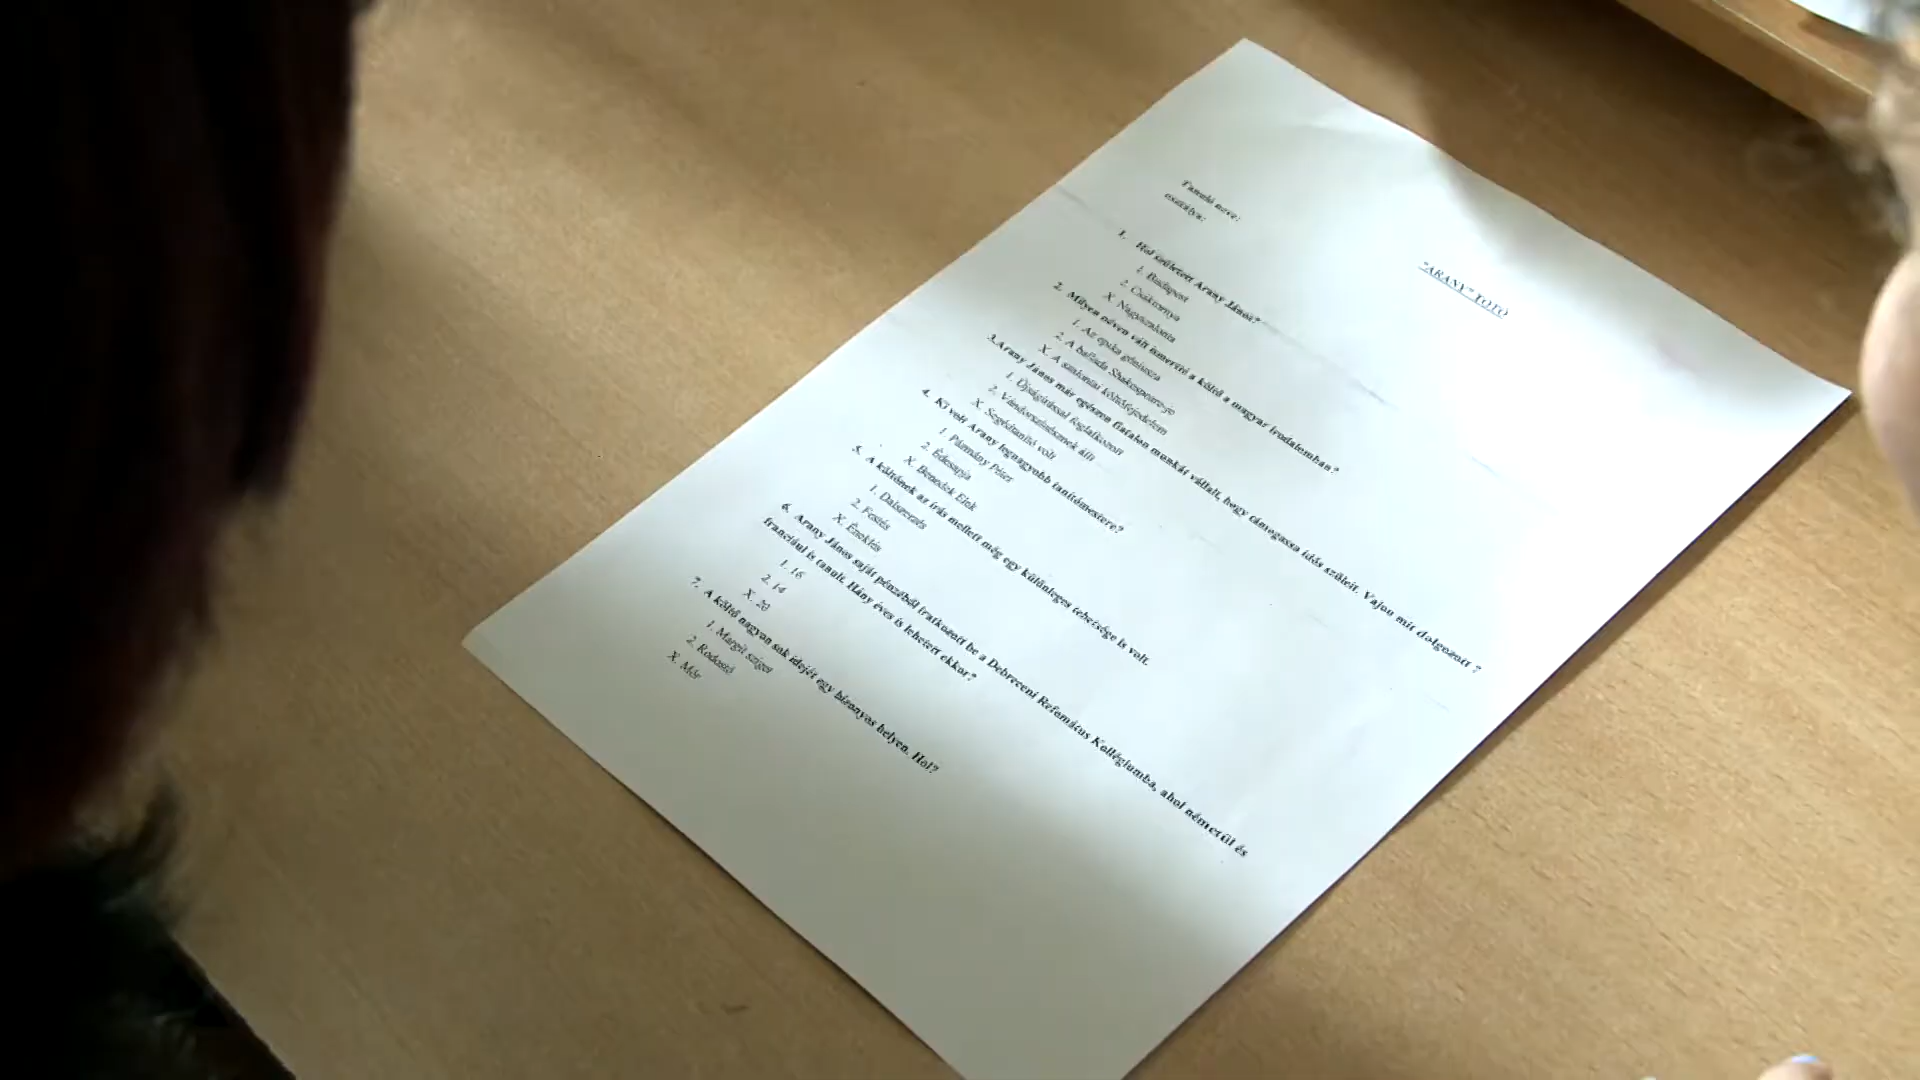 Tanuló neve:
osztálya:
"ARANY" TOTÓ
1. Hol született Arany János?
1. Budapest
2. Csáktornya
X. Nagyszalonta
2. Milyen néven vált ismertté a költő a magyar irodalomban?
1. Az epika géniusza
2. A ballada Shakespeare-je
X. A szalontai költőfejedelem
3.Arany János már egészen fiatalon munkát vállalt, hogy támogassa idős szüleit. Vajon mit dolgozott ?
1. Újságírással foglalkozott
2. Vándorszínésznek állt
X. Segédtanító volt
4. Ki volt Arany legnagyobb tanítómestere?
1. Pázmány Péter
2. Édesapja
X. Benedek Elek
5. A költőnek az írás mellett még egy különleges tehetsége is volt.
1. Dalszerzés
2. Festés
X. Éneklés
6. Arany János saját pénzéből iratkozott be a Debreceni Református Kollégiumba, ahol németül és
franciául is tanult. Hány éves is lehetett ekkor?
1. 16
2. 14
X. 20
7. A költő nagyon sok idejét egy bizonyos helyen. Hol?
1. Margit sziget
2. Rodostó
X. Mór